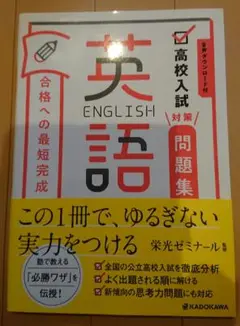 音声ダウンロード付
高校入試
対策
問題集
英語
ENGLISH
合格への最短完成
この1冊で、ゆるぎない
実力をつける
栄光ゼミナール 監修
塾で教える
「必勝ワザ」を
伝授!
全国の公立高校入試を徹底分析
よく出題される順に解ける
新傾向の思考力問題にも対応
KADOKAWA